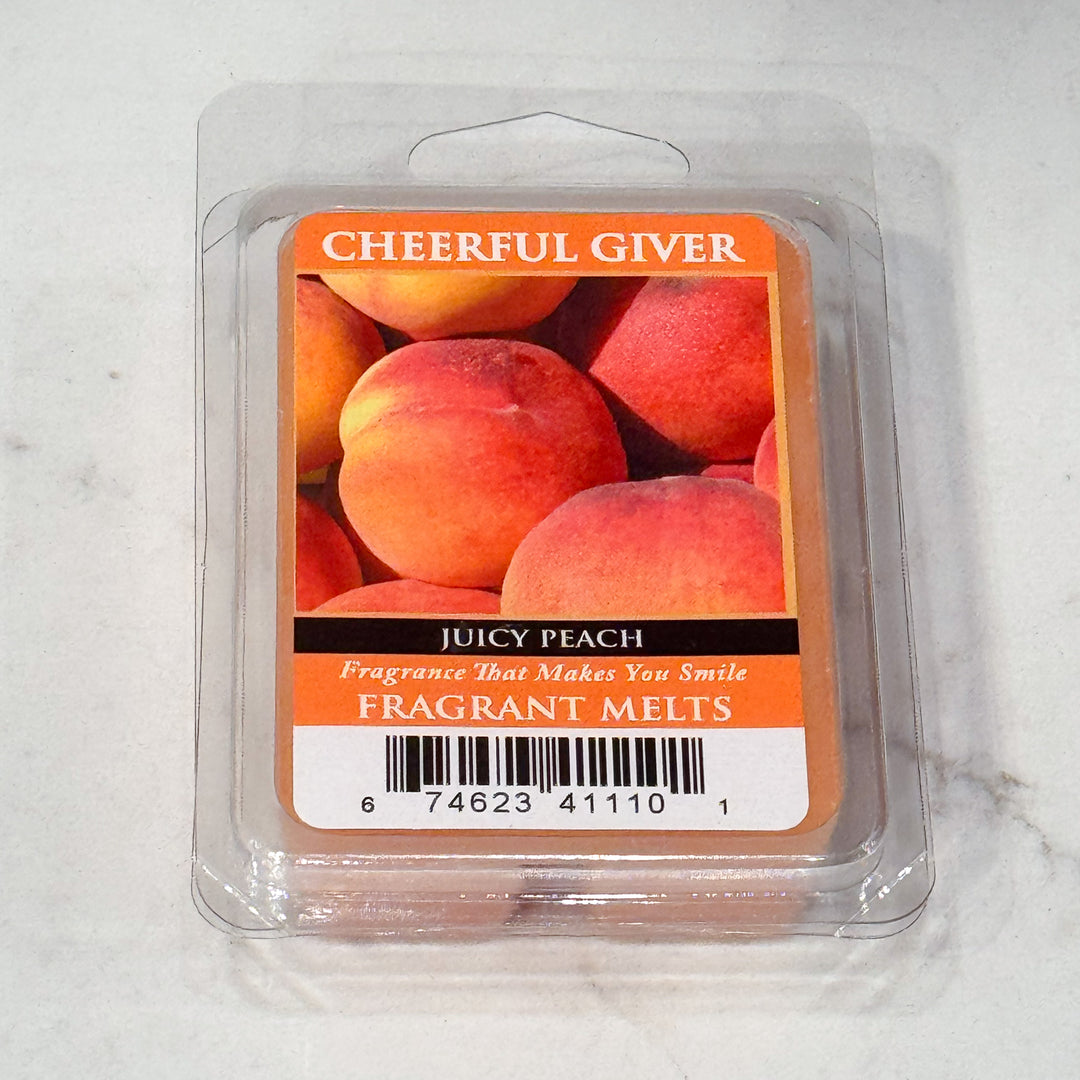 CHEERFUL GIVER
JUICY PEACH
Fragrance That Makes You Smile
FRAGRANT MELTS
6 74623 41110 1